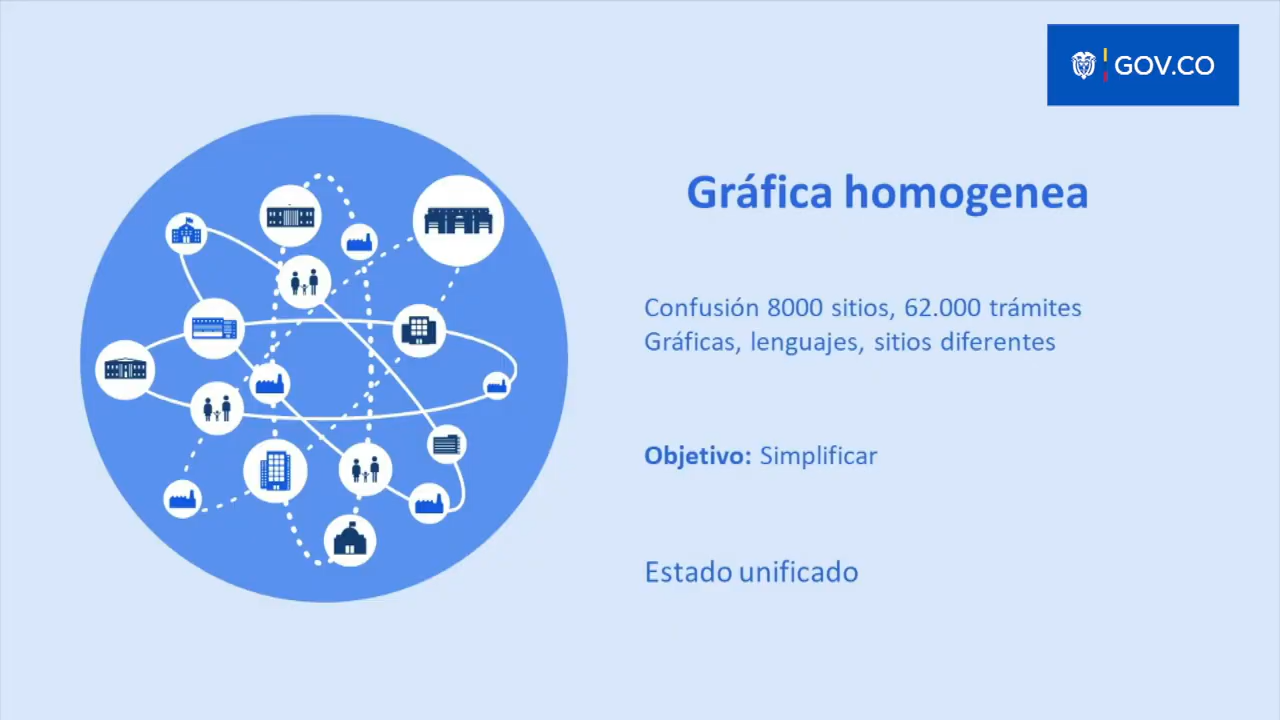 GOV.CO
Gráfica homogenea
Confusión 8000 sitios, 62.000 trámites
Gráficas, lenguajes, sitios diferentes
Objetivo: Simplificar
Estado unificado